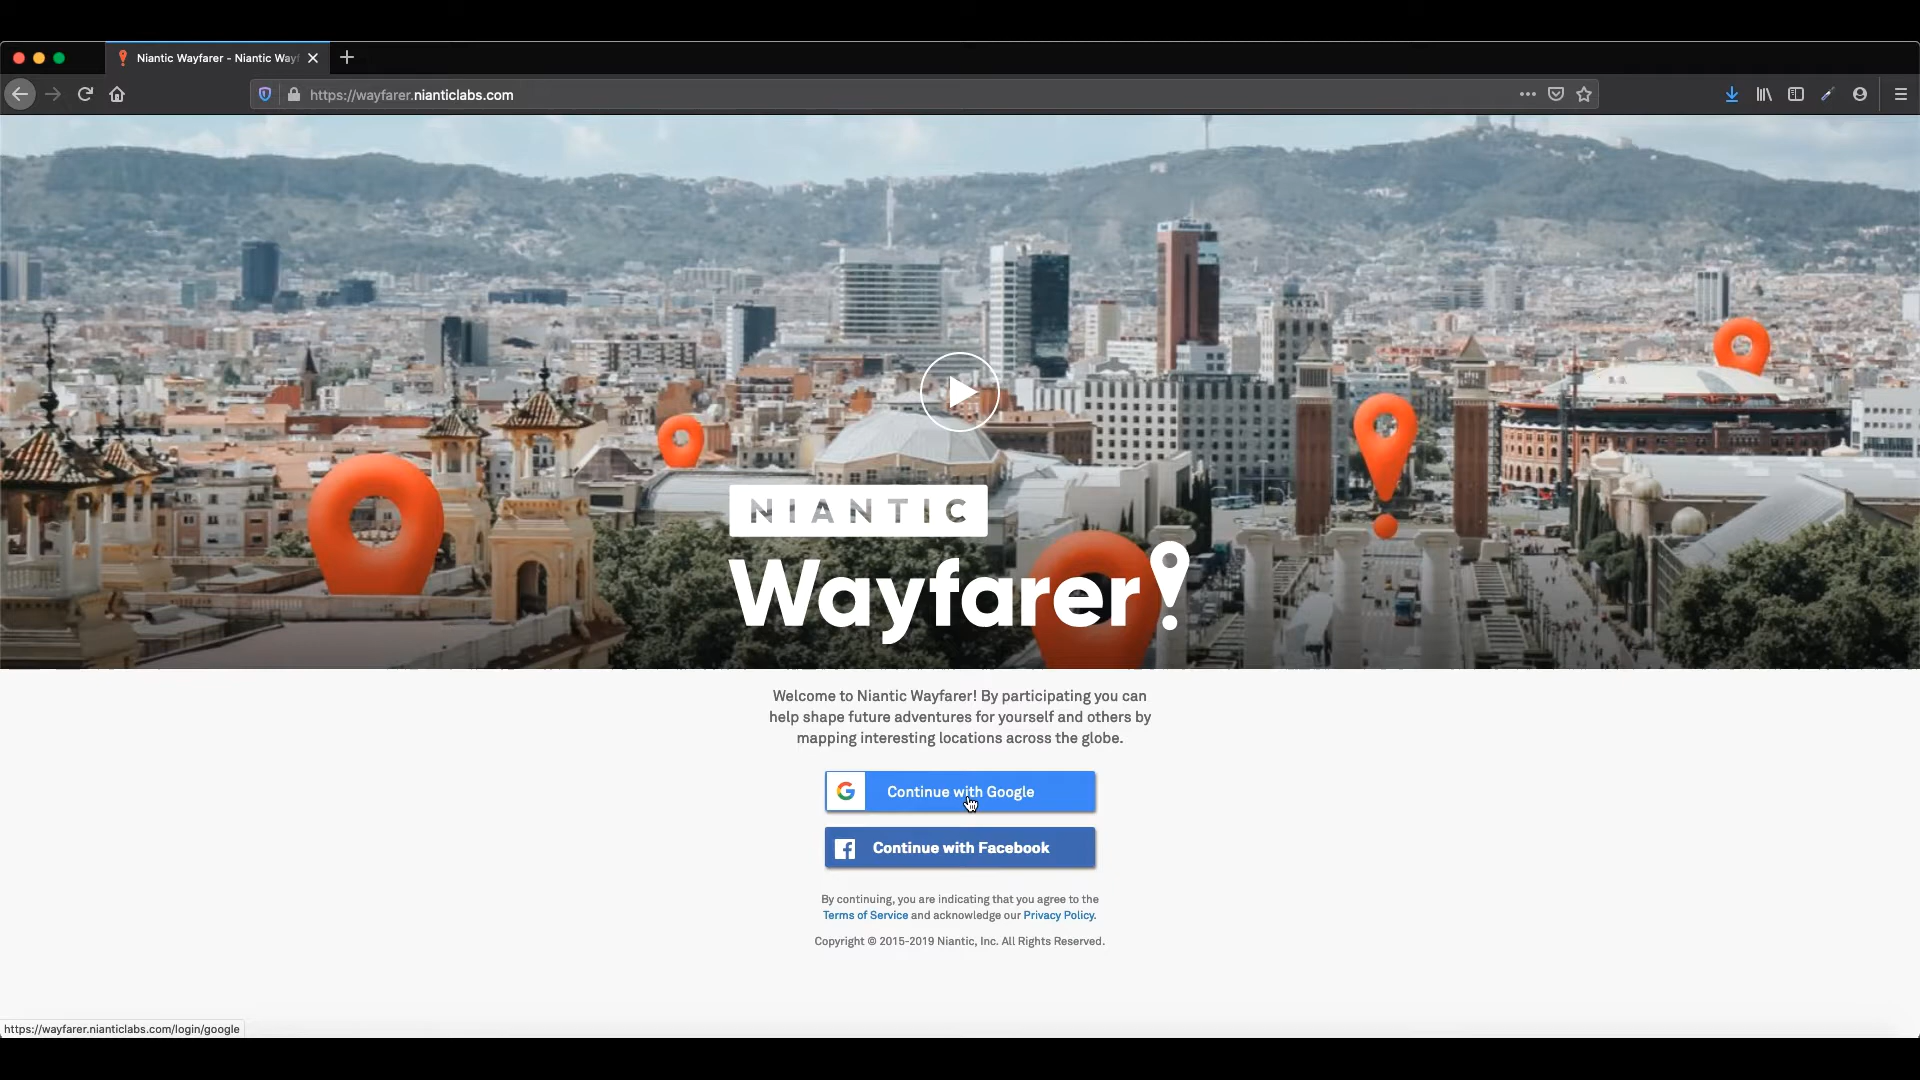 Niantic Wayfarer - Niantic Wayf
https://wayfarer.nianticlabs.com
NIANTIC
Wayfarer
Welcome to Niantic Wayfarer! By participating you can
help shape future adventures for yourself and others by
mapping interesting locations across the globe.
Continue with Google
Continue with Facebook
By continuing, you are indicating that you agree to the
Terms of Service and acknowledge our Privacy Policy.
Copyright © 2015-2019 Niantic, Inc. All Rights Reserved.
https://wayfarer.nianticlabs.com/login/google